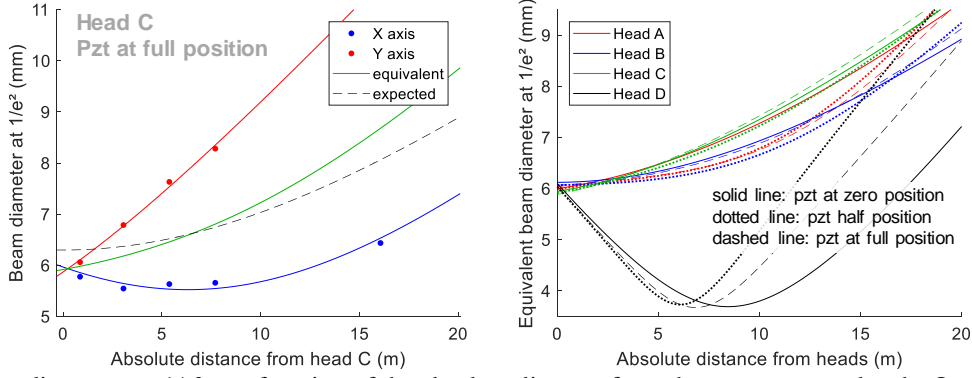 Head C
Pzt at full position
X axis
Y axis
equivalent
expected
Beam diameter at 1/e² (mm)
11
10
9
8
7
6
5
0
5
10
15
20
Absolute distance from head C (m)
Head A
Head B
Head C
Head D
solid line: pzt at zero position
dotted line: pzt half position
dashed line: pzt at full position
Equivalent beam diameter at 1/e² (mm)
9
8
7
6
5
4
0
5
10
15
20
Absolute distance from heads (m)